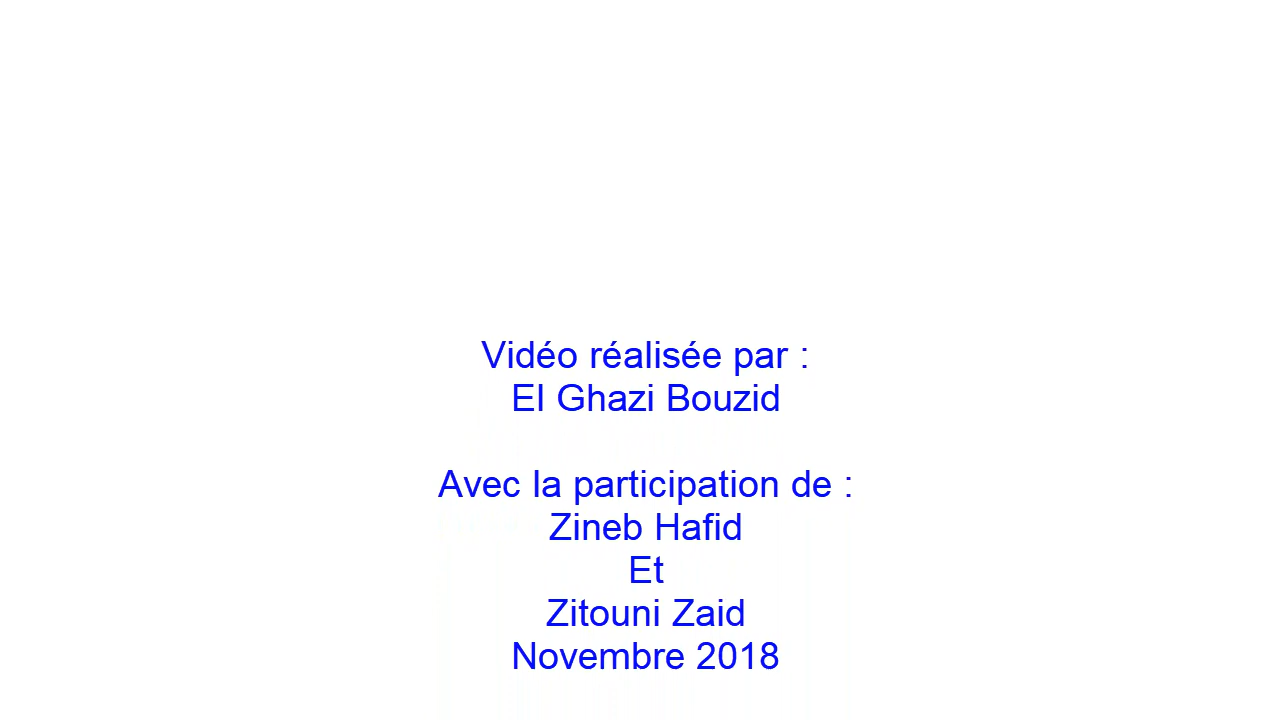 Vidéo réalisée par :
El Ghazi Bouzid
Avec la participation de :
Zineb Hafid
Et
Zitouni Zaid
Novembre 2018